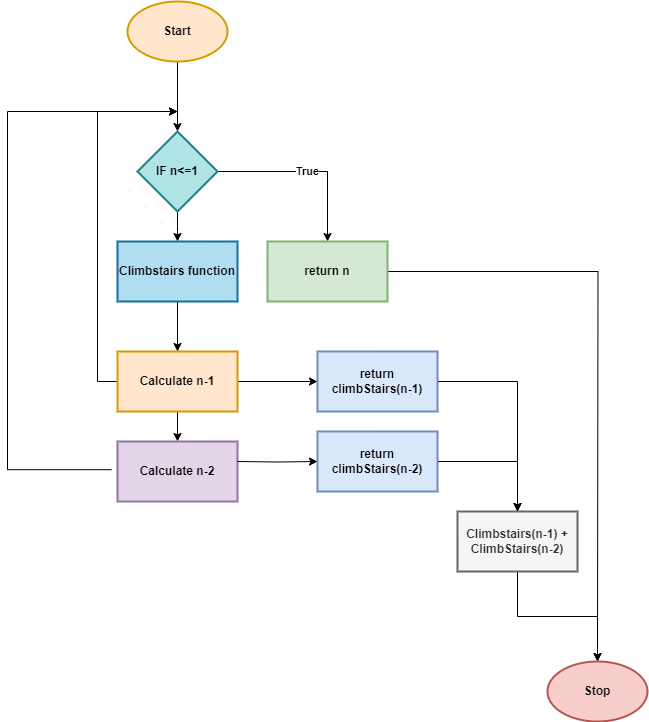 Start
IF n<=1
True
Climbstairs function
return n
Calculate n-1
return
climbStairs(n-1)
Calculate n-2
return
climbStairs(n-2)
Climbstairs(n-1) +
ClimbStairs(n-2)
Stop